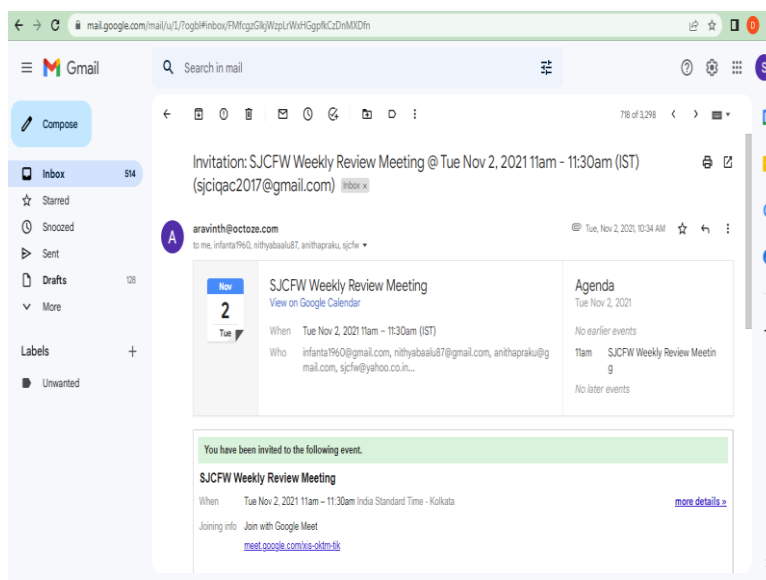 mail.google.com/mail/u/1/?ogbl#inbox/FMfcgzGlkjWzpLrWxHGgpfkCzDnMXDfn
D
Gmail
Search in mail
S
Compose
718 of 3,298
Inbox 514
Starred
Snoozed
Sent
Drafts 128
More
Labels +
Unwanted
Invitation: SJCFW Weekly Review Meeting @ Tue Nov 2, 2021 11am - 11:30am (IST)
(sjciqac2017@gmail.com) Inbox x
A
aravinth@octoze.com Tue, Nov 2, 2021, 10:34 AM
to me, infanta1960, nithyabaalu87, anithapraku, sjcfw
Nov
2
Tue
SJCFW Weekly Review Meeting
View on Google Calendar
When Tue Nov 2, 2021 11am – 11:30am (IST)
Who infanta1960@gmail.com, nithyabaalu87@gmail.com, anithapraku@g
mail.com, sjcfw@yahoo.co.in...
Agenda
Tue Nov 2, 2021
No earlier events
11am SJCFW Weekly Review Meetin
g
No later events
You have been invited to the following event.
SJCFW Weekly Review Meeting
When Tue Nov 2, 2021 11am – 11:30am India Standard Time - Kolkata
more details »
Joining info Join with Google Meet
meet.google.com/xis-oktm-tik